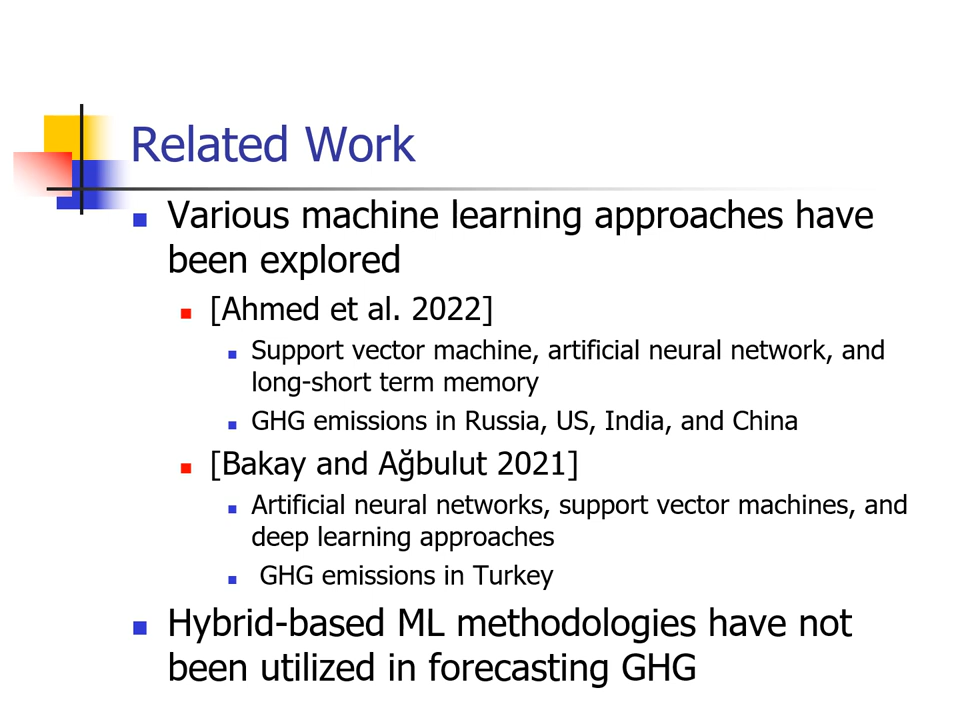 Related Work
Various machine learning approaches have
been explored
[Ahmed et al. 2022]
Support vector machine, artificial neural network, and
long-short term memory
GHG emissions in Russia, US, India, and China
[Bakay and Ağbulut 2021]
Artificial neural networks, support vector machines, and
deep learning approaches
GHG emissions in Turkey
Hybrid-based ML methodologies have not
been utilized in forecasting GHG